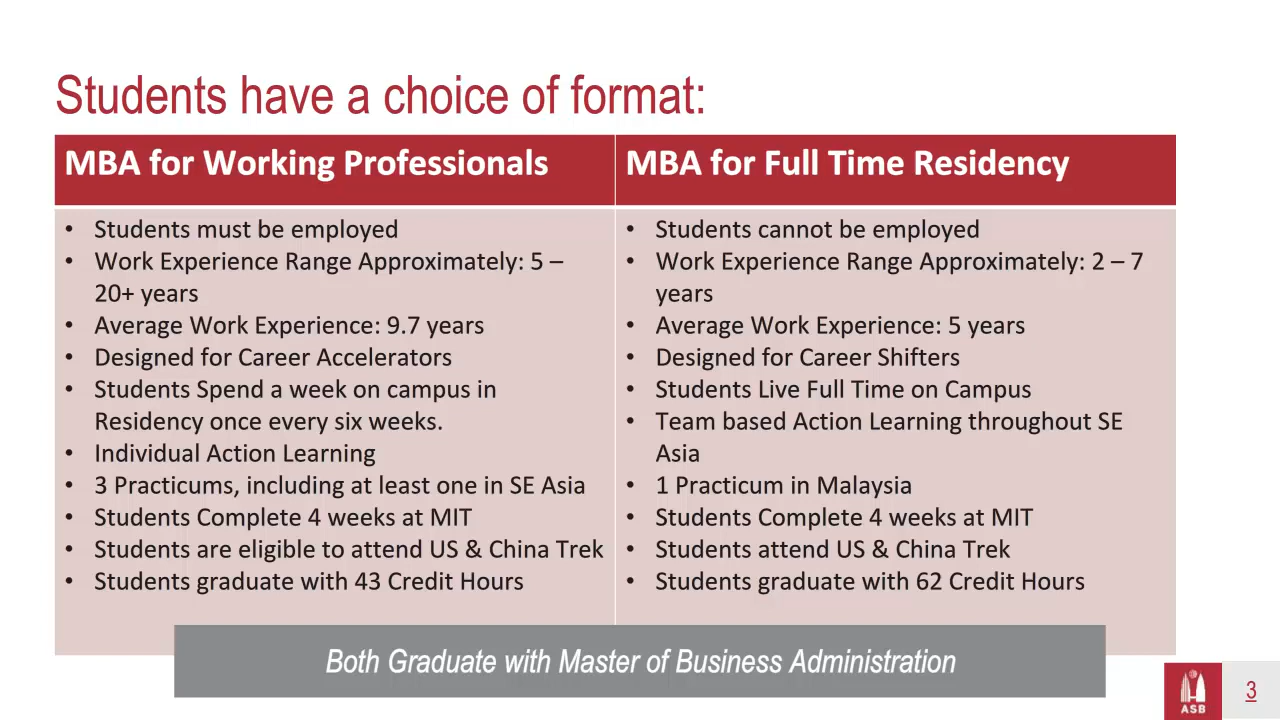 Students have a choice of format:
MBA for Working Professionals
• Students must be employed
• Work Experience Range Approximately: 5 –
20+ years
• Average Work Experience: 9.7 years
• Designed for Career Accelerators
• Students Spend a week on campus in
Residency once every six weeks.
• Individual Action Learning
• 3 Practicums, including at least one in SE Asia
• Students Complete 4 weeks at MIT
• Students are eligible to attend US & China Trek
• Students graduate with 43 Credit Hours
MBA for Full Time Residency
• Students cannot be employed
• Work Experience Range Approximately: 2 – 7
years
• Average Work Experience: 5 years
• Designed for Career Shifters
• Students Live Full Time on Campus
• Team based Action Learning throughout SE
Asia
• 1 Practicum in Malaysia
• Students Complete 4 weeks at MIT
• Students attend US & China Trek
• Students graduate with 62 Credit Hours
Both Graduate with Master of Business Administration
ASB
3